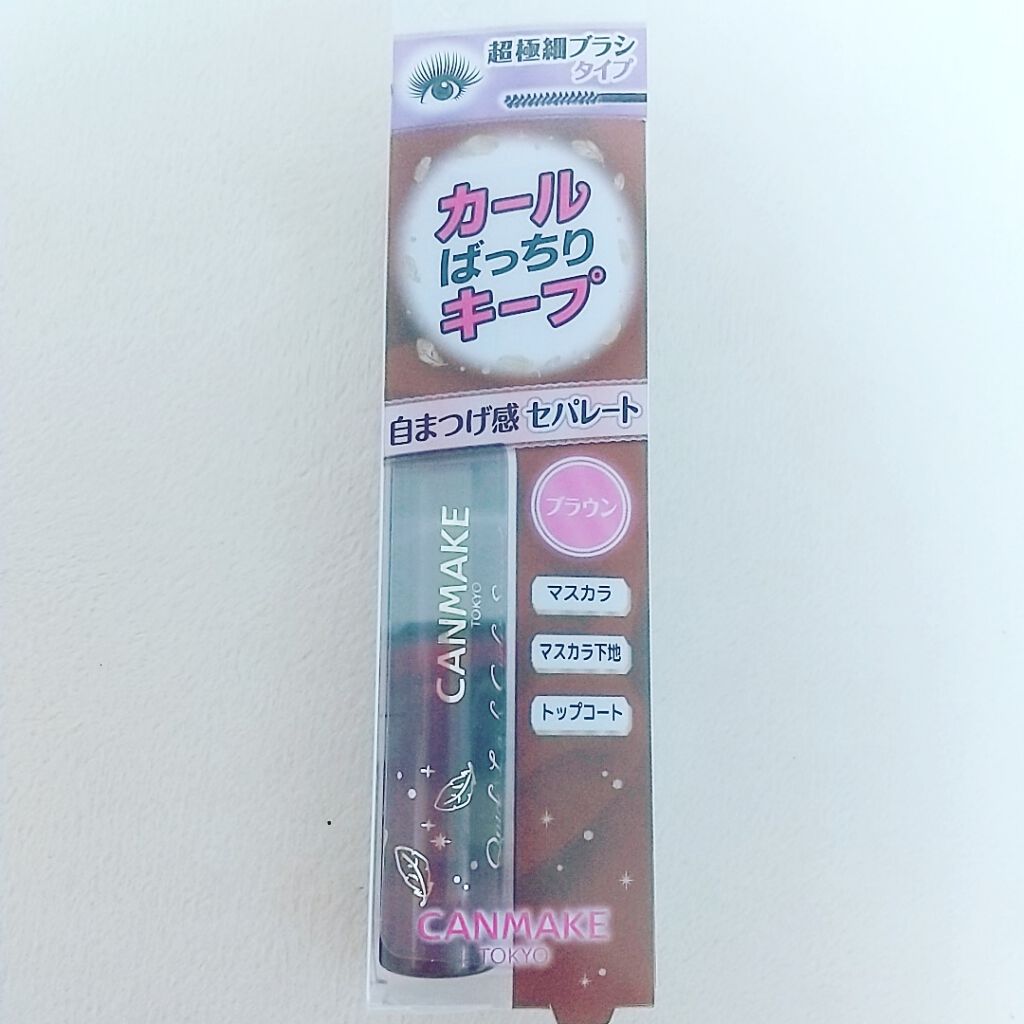 超極細ブラシ
タイプ
カール
ばっちり
キープ
自まつげ感 セパレート
ブラウン
CANMAKE
TOKYO
マスカラ
マスカラ下地
トップコート
CANMAKE
TOKYO